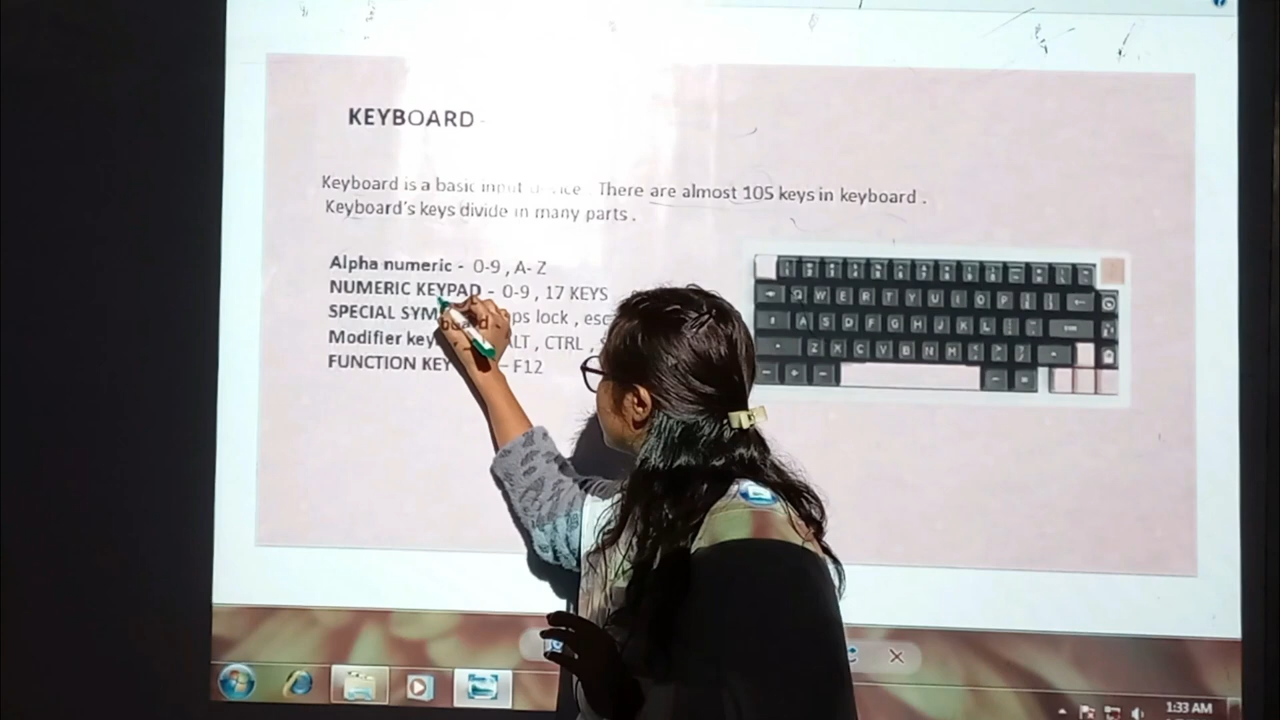 KEYBOARD -
Keyboard is a basic input device . There are almost 105 keys in keyboard .
Keyboard's keys divide in many parts .
Alpha numeric - 0-9 , A- Z
NUMERIC KEYPAD - 0-9 , 17 KEYS
SPECIAL SYM ps lock , esc
Modifier key LT , CTRL ,
FUNCTION KEY – F12
board
Q W E R T Y U I O P
A S D F G H J K L
Z X C V B N M
1:33 AM